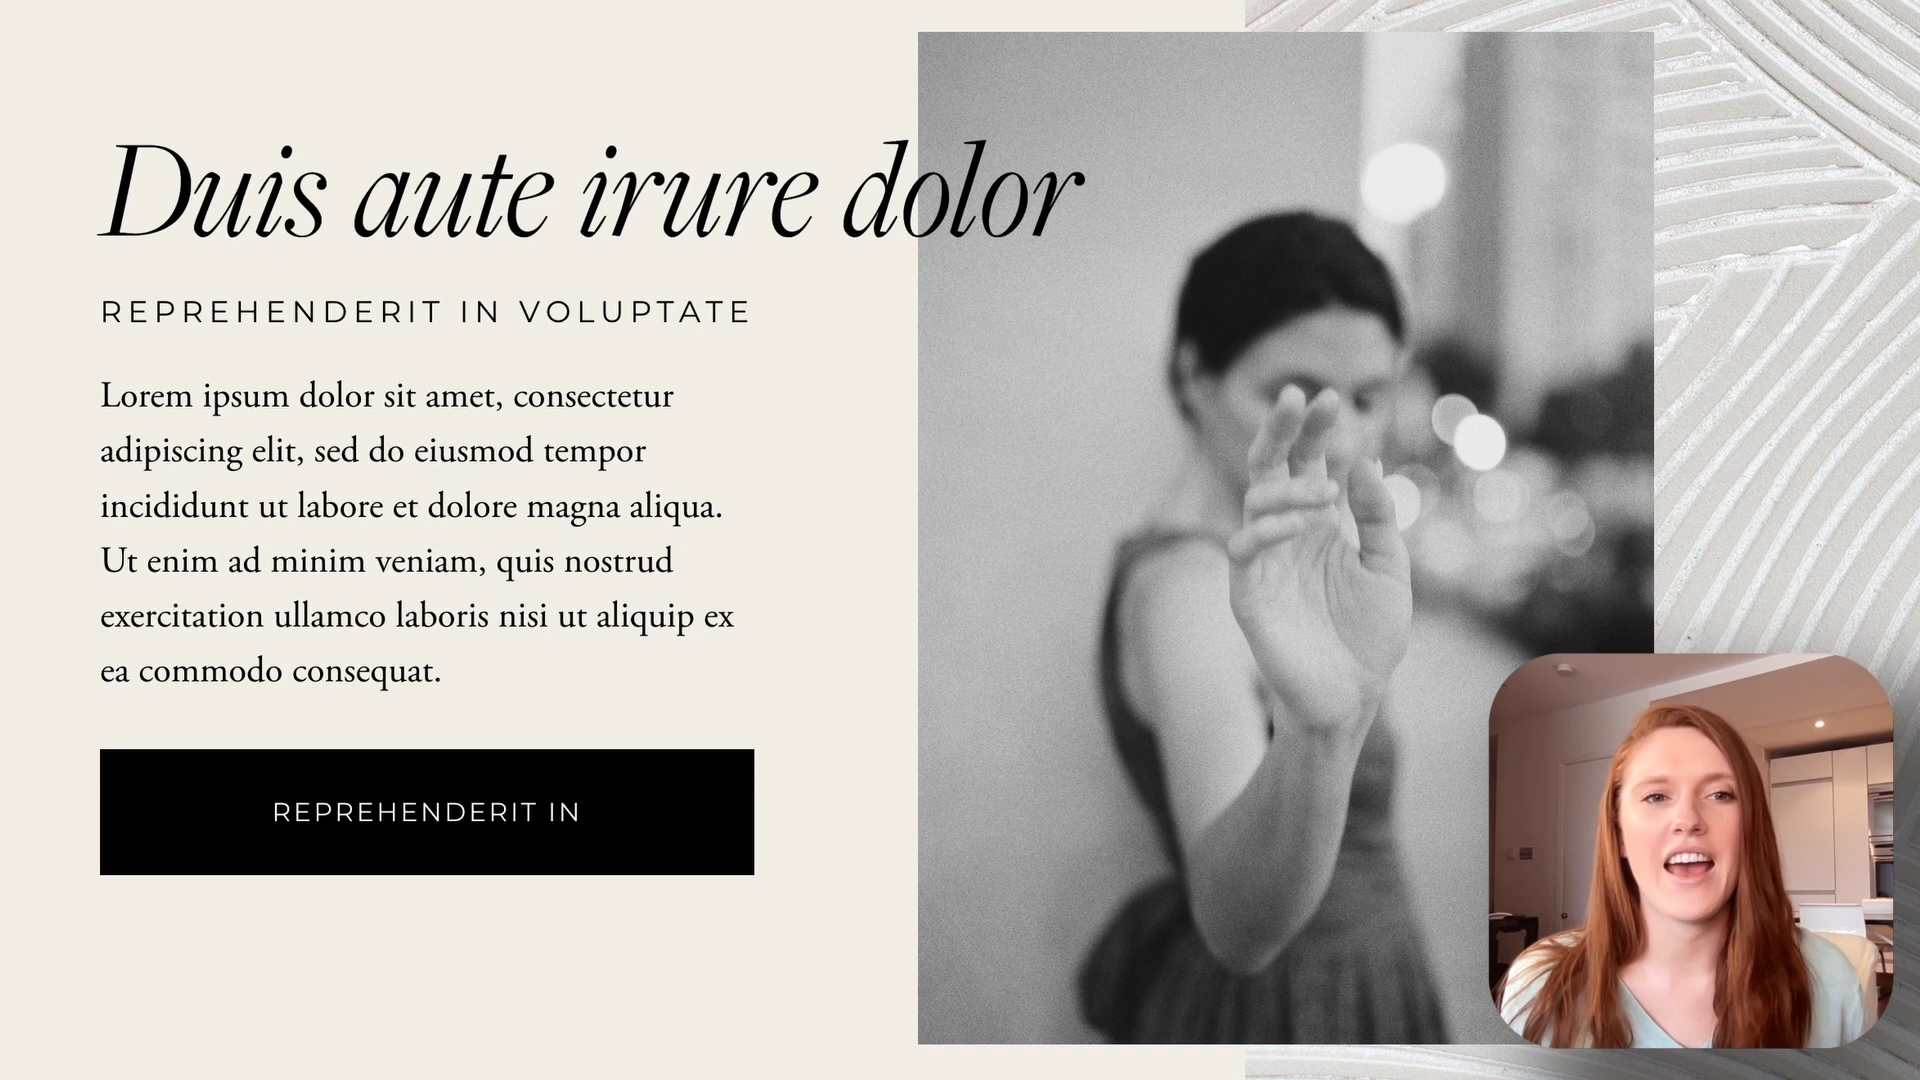 Duis aute irure dolor
REPREHENDERIT IN VOLUPTATE
Lorem ipsum dolor sit amet, consectetur
adipiscing elit, sed do eiusmod tempor
incididunt ut labore et dolore magna aliqua.
Ut enim ad minim veniam, quis nostrud
exercitation ullamco laboris nisi ut aliquip ex
ea commodo consequat.
REPREHENDERIT IN